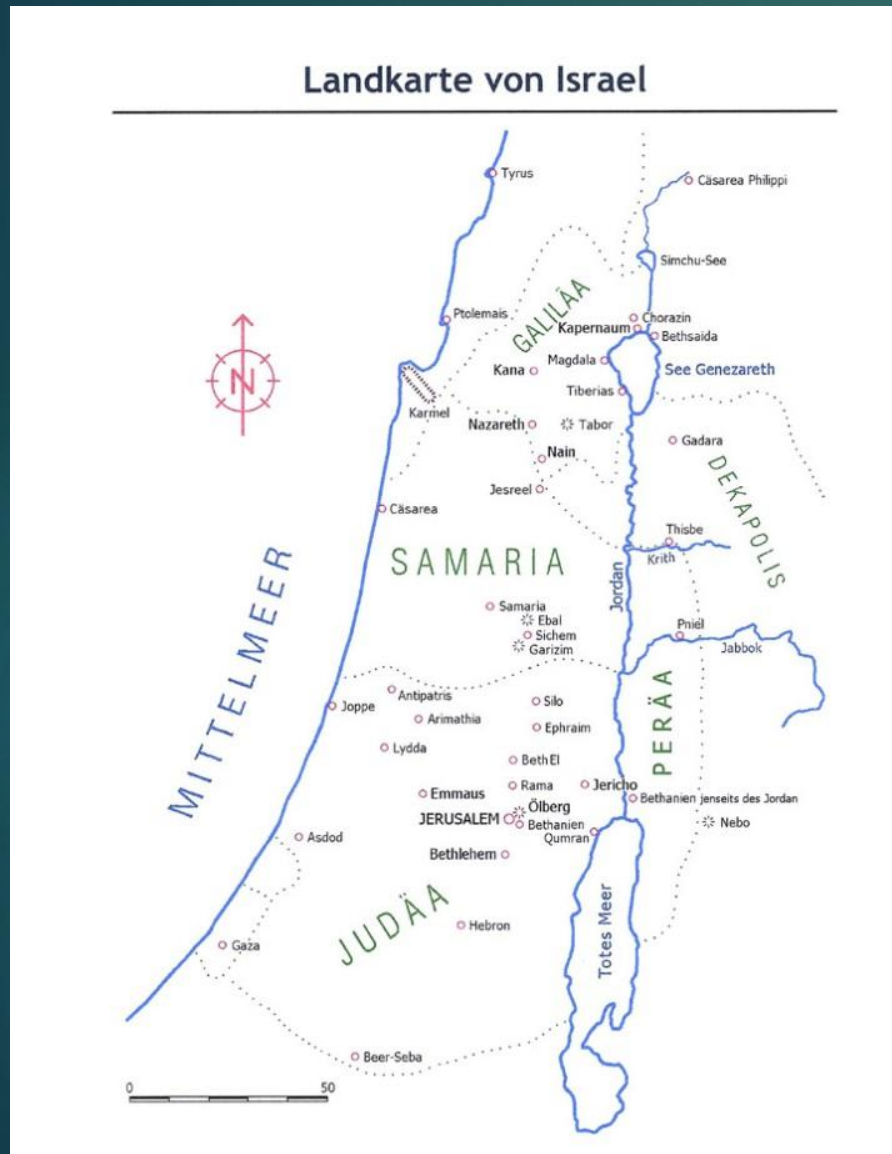 Landkarte von Israel
Tyrus
Cäsarea Philippi
Simchu-See
Ptolemais
GALILÄA
Chorazin
Kapernaum
Bethsaida
Magdala
See Genezareth
Kana
Tiberias
Karmel
N
Nazareth
Tabor
Gadara
Nain
DEKAPOLIS
Jesreel
Cäsarea
Thisbe
Krith
SAMARIA
MITTELMEER
Jordan
Samaria
Ebal
Sichem
Garizim
Pniel
Jabbok
PERÄA
Antipatris
Joppe
Silo
Arimathia
Ephraim
Lydda
Beth El
Rama
Jericho
Emmaus
Bethanien jenseits des Jordan
Ölberg
JERUSALEM
Bethanien
Nebo
Qumran
Asdod
Bethlehem
JUDÄA
Totes Meer
Hebron
Gaza
Beer-Seba
0 50